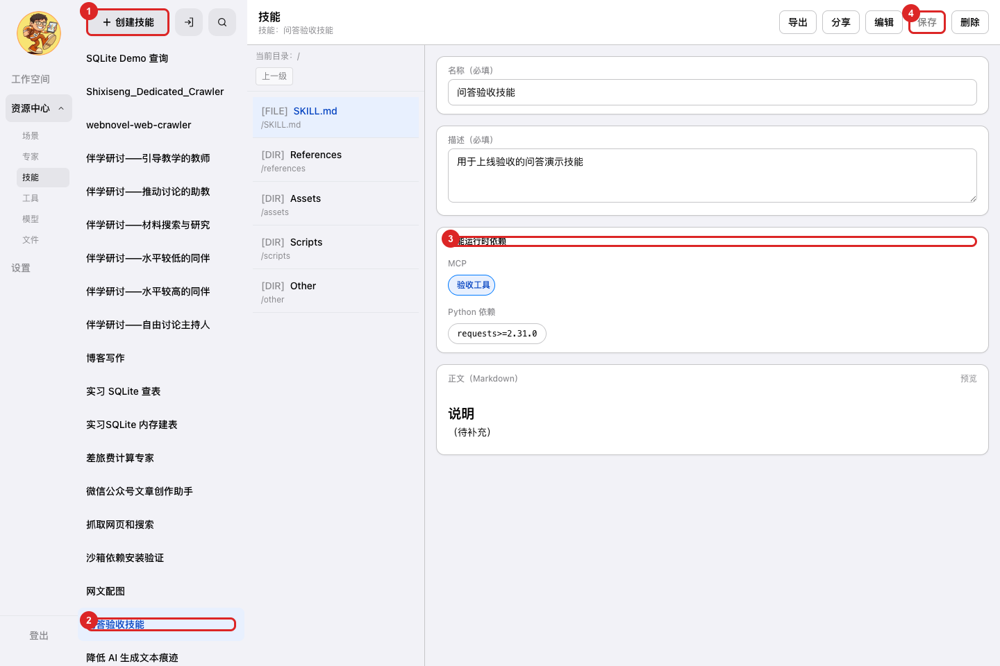 工作空间
资源中心
场景
专家
技能
工具
模型
文件
设置
登出
1
创建技能
SQLite Demo 查询
Shixiseng_Dedicated_Crawler
webnovel-web-crawler
伴学研讨——引导教学的教师
伴学研讨——推动讨论的助教
伴学研讨——材料搜索与研究
伴学研讨——水平较低的同伴
伴学研讨——水平较高的同伴
伴学研讨——自由讨论主持人
博客写作
实习 SQLite 查表
实习SQLite 内存建表
差旅费计算专家
微信公众号文章创作助手
抓取网页和搜索
沙箱依赖安装验证
网文配图
2
答验收技能
降低 AI 生成文本痕迹
技能
技能：问答验收技能
导出
分享
编辑
4
保存
删除
当前目录：/
上一级
[FILE] SKILL.md
/SKILL.md
[DIR] References
/references
[DIR] Assets
/assets
[DIR] Scripts
/scripts
[DIR] Other
/other
名称（必填）
问答验收技能
描述（必填）
用于上线验收的问答演示技能
3
能运行时依赖
MCP
验收工具
Python 依赖
requests>=2.31.0
正文（Markdown）
预览
说明
（待补充）